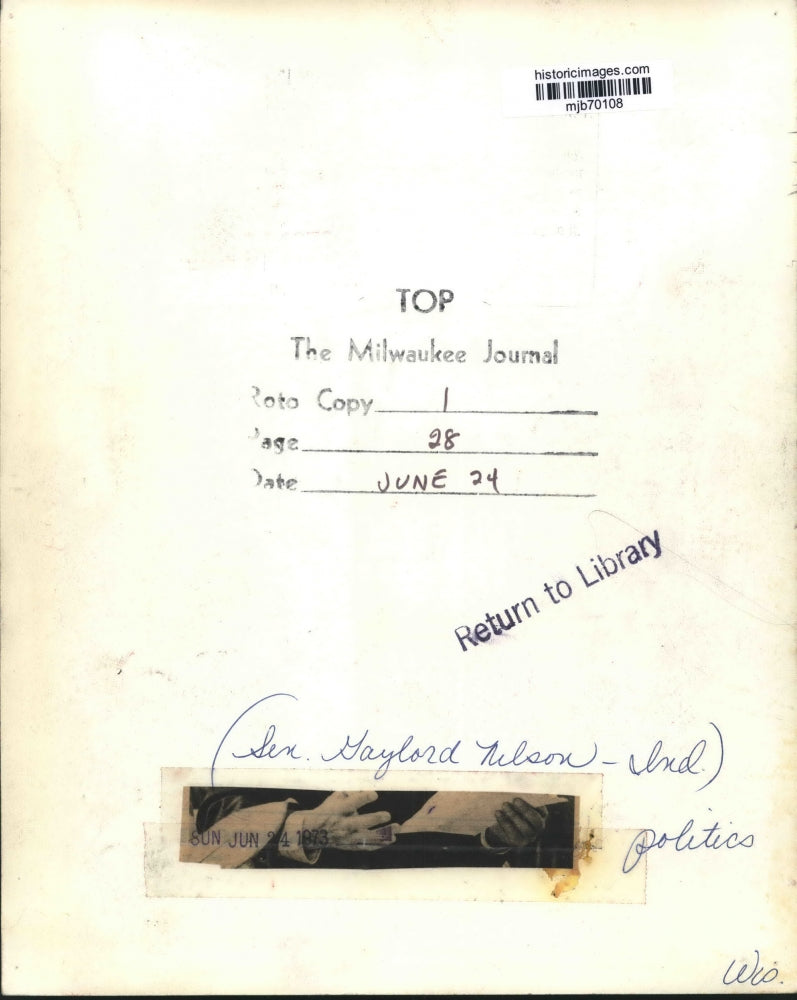 historicimages.com
mjb70108
TOP
The Milwaukee Journal
Roto Copy 1
Page 28
Date JUNE 24
Return to Library
(Sen. Gaylord Nelson - Ind.)
SUN JUN 24 1973
politics
Wis.